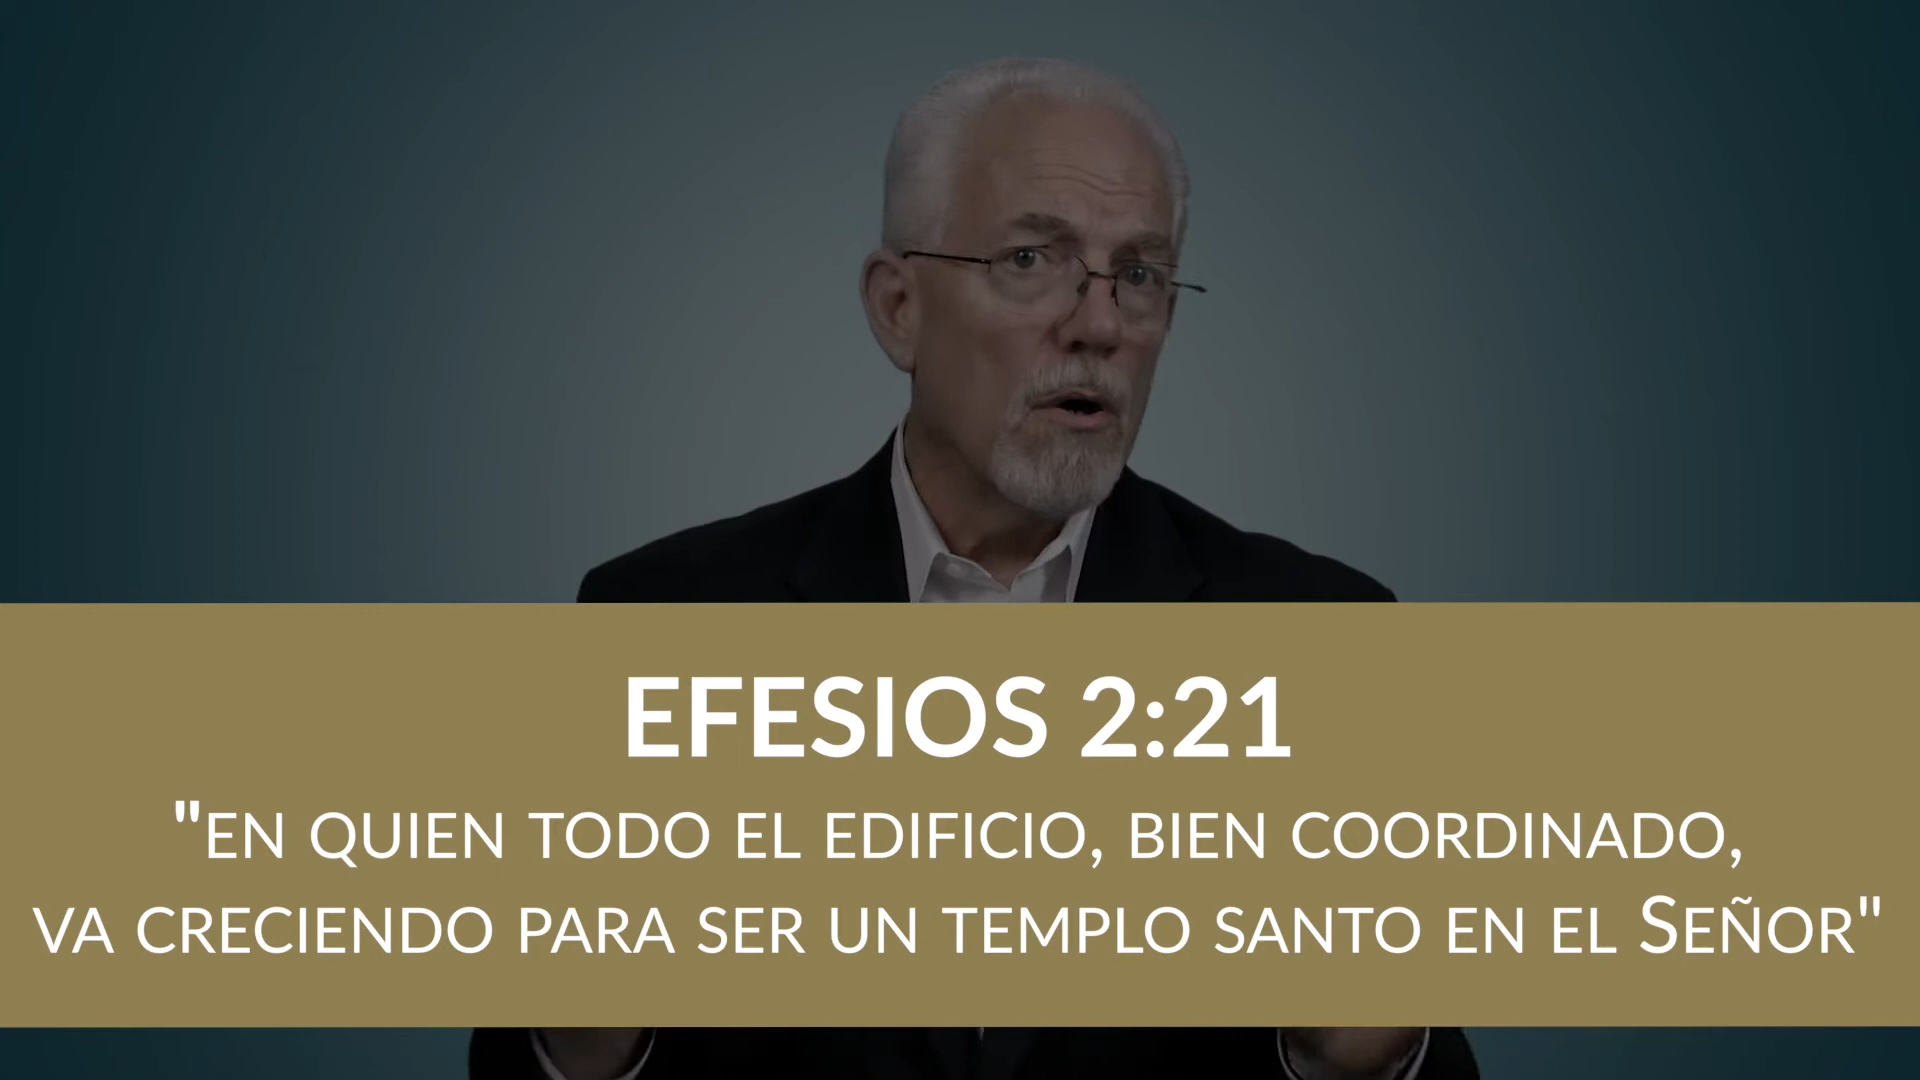 EFESIOS 2:21
"EN QUIEN TODO EL EDIFICIO, BIEN COORDINADO,
VA CRECIENDO PARA SER UN TEMPLO SANTO EN EL SEÑOR"